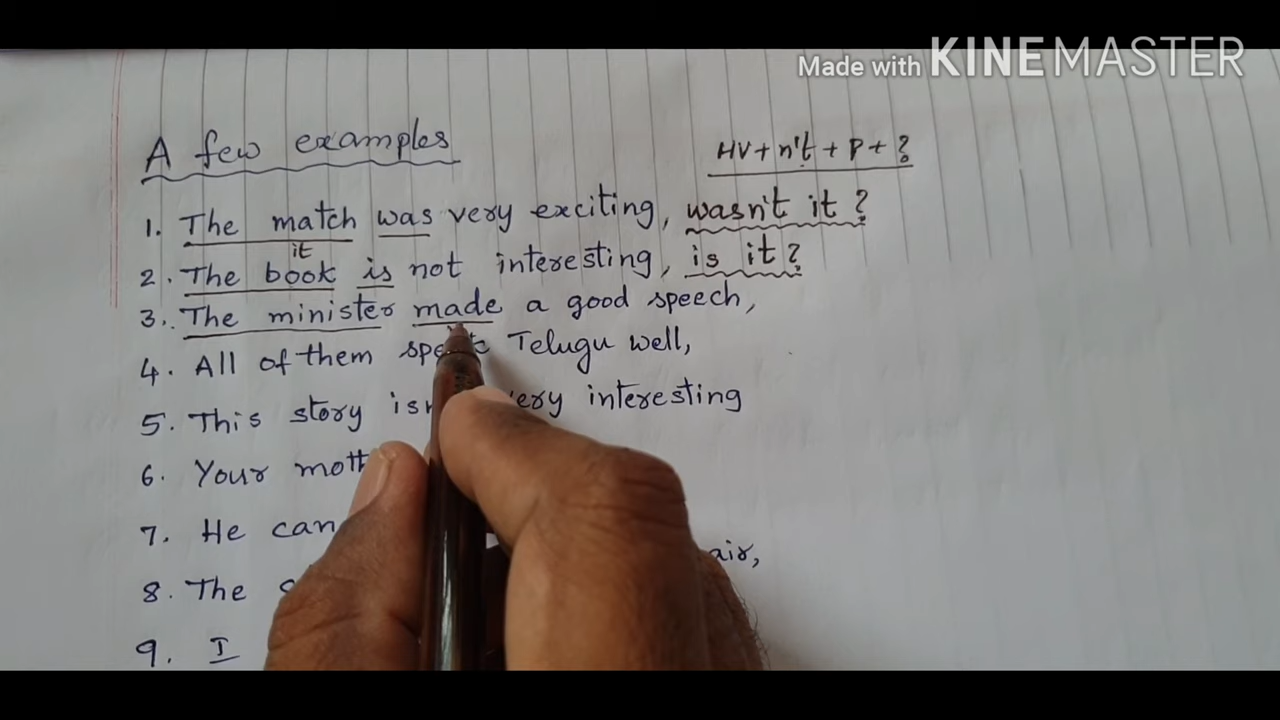 Made with KINEMASTER
A few examples
HV + n't + P + ?
1. The match was very exciting, wasn't it?
it
2. The book is not interesting, is it?
3. The minister made a good speech,
4. All of them Telugu well,
5. This story very interesting
6. Your
7. He can
air,
8. The
9. I